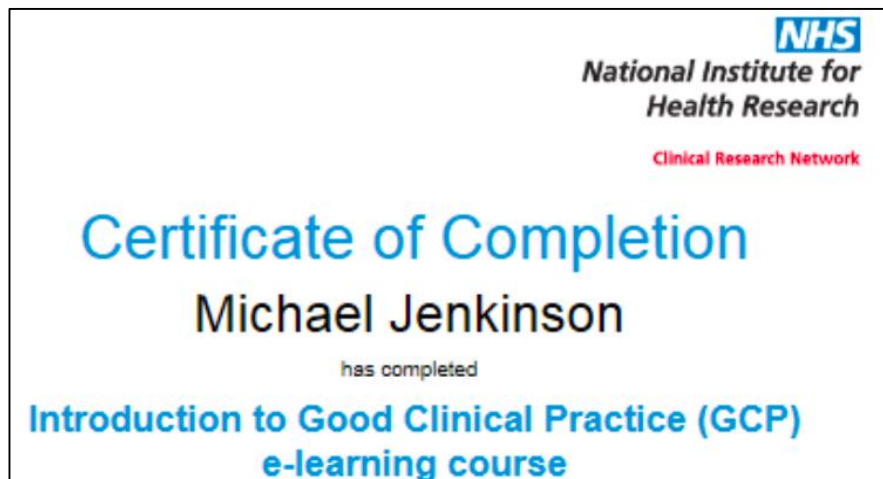 NHS
National Institute for
Health Research
Clinical Research Network
Certificate of Completion
Michael Jenkinson
has completed
Introduction to Good Clinical Practice (GCP)
e-learning course